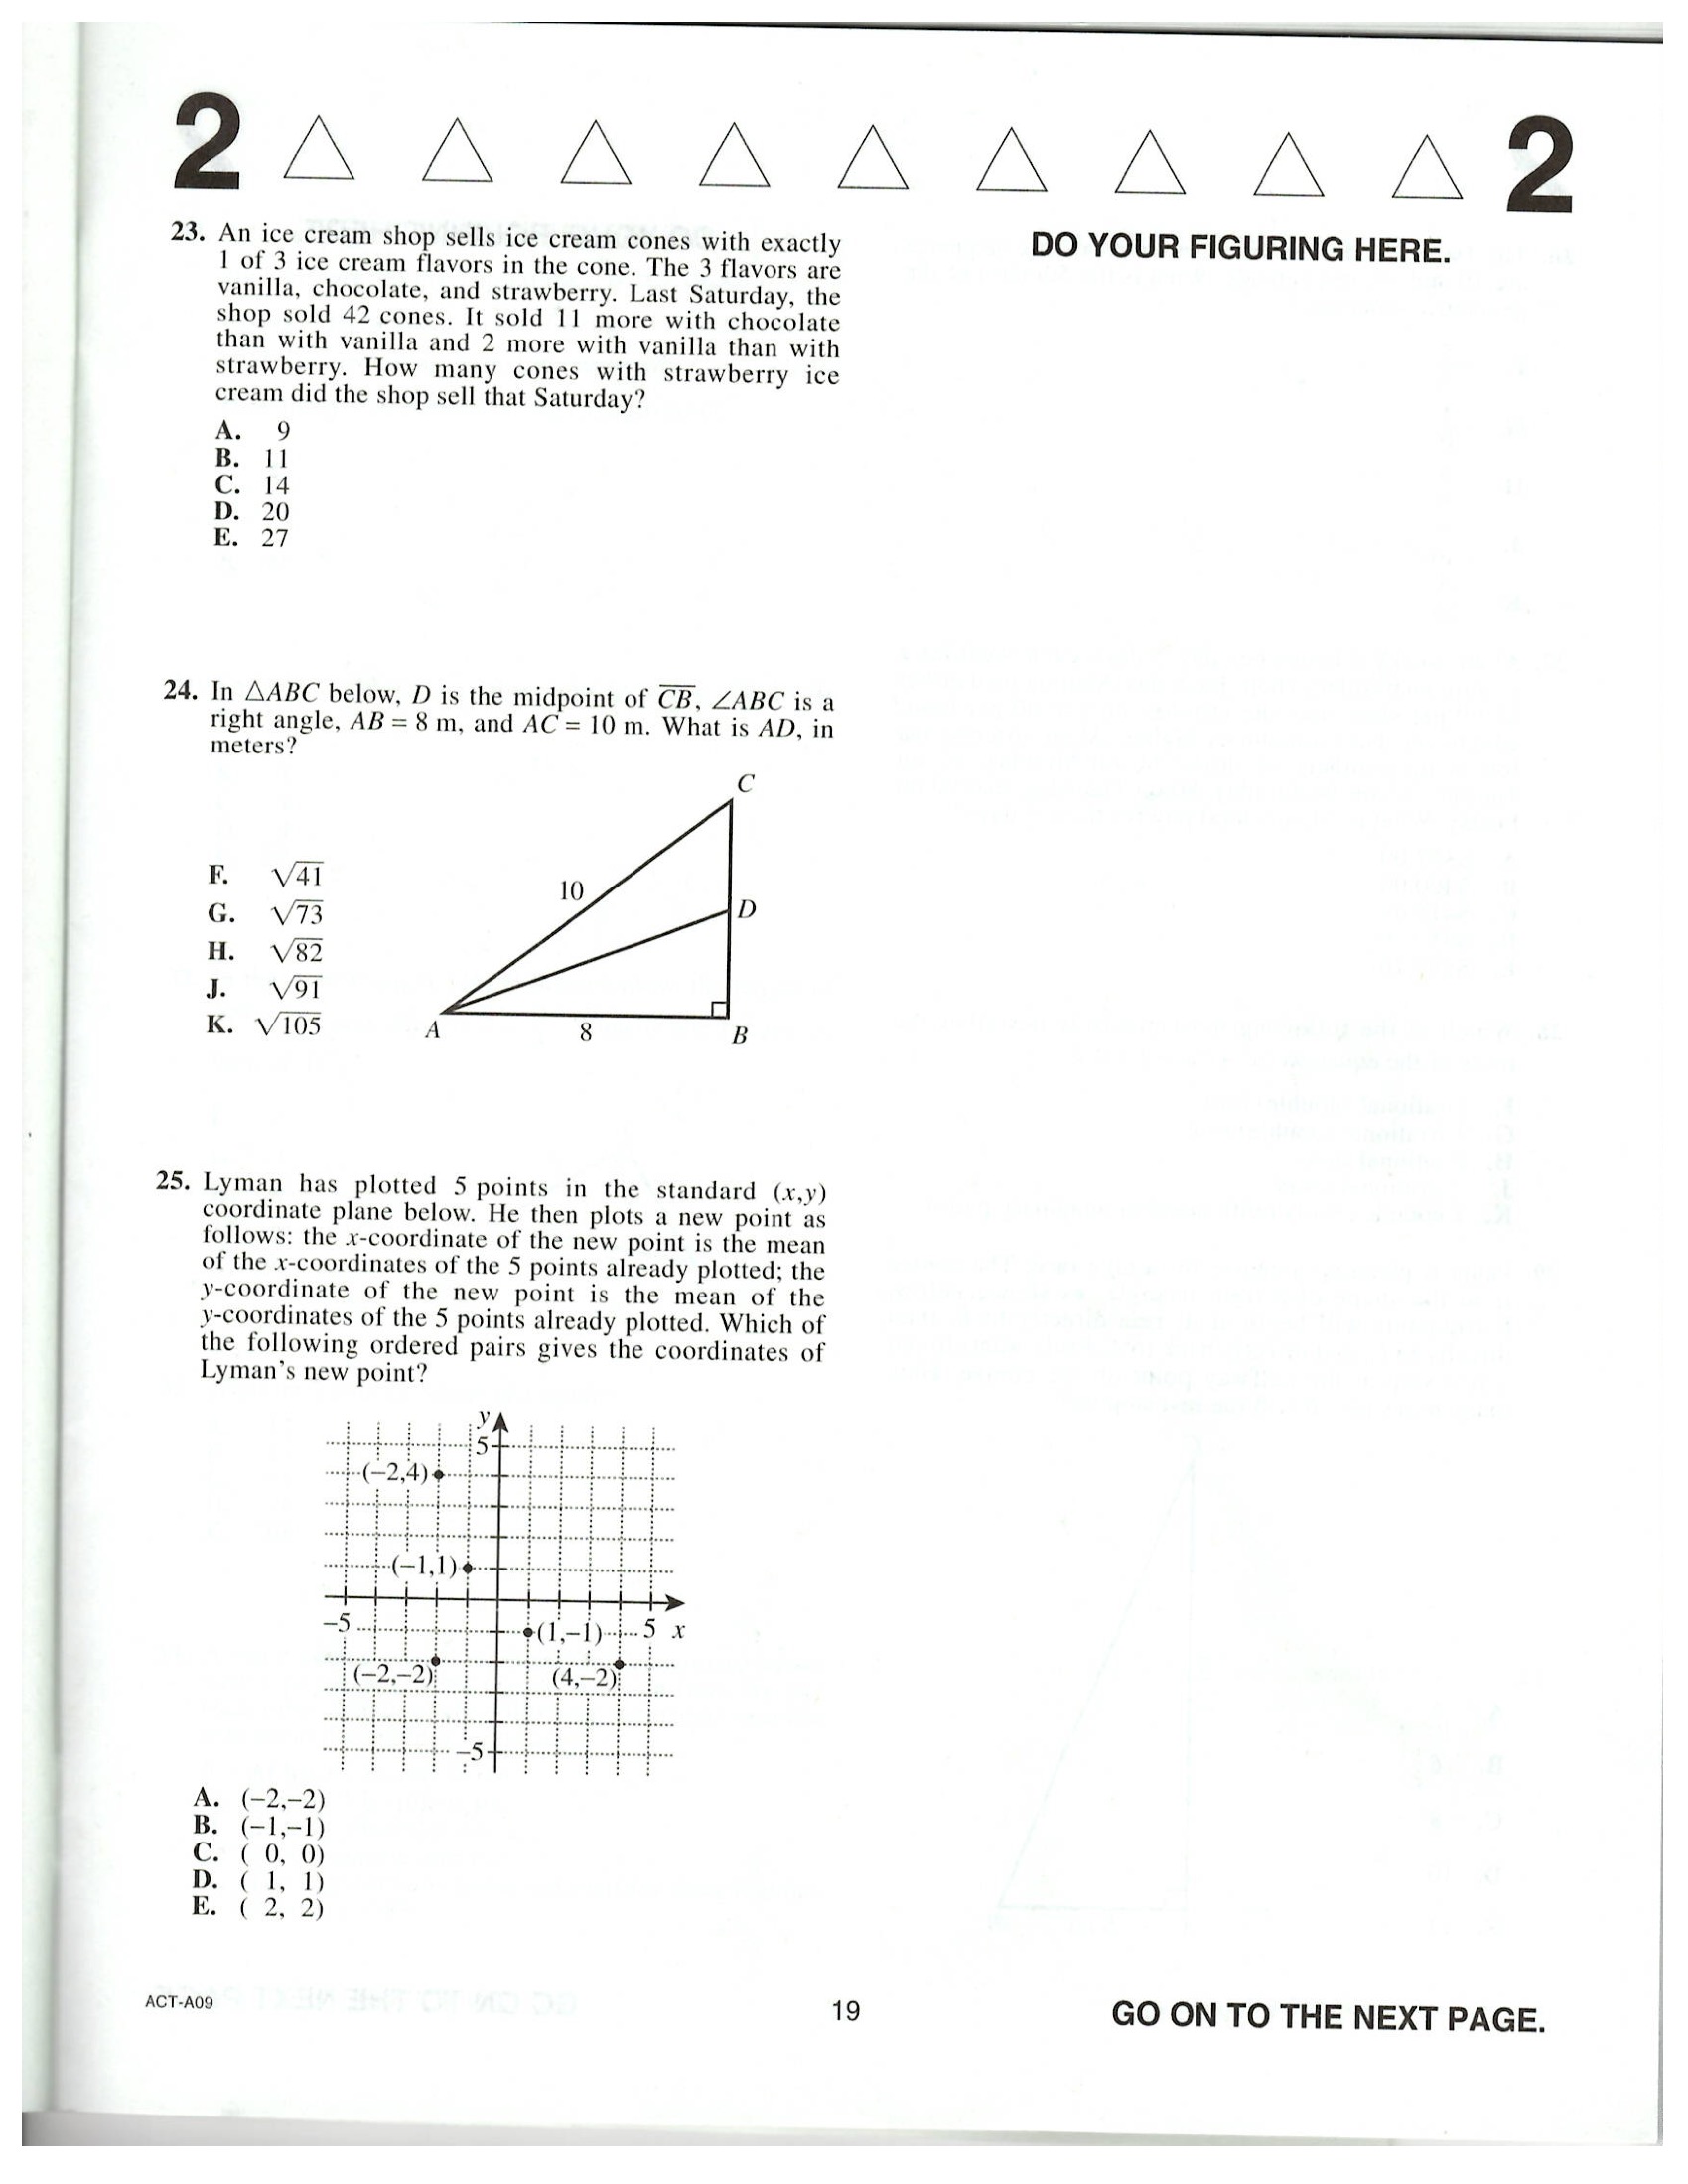 2 2
23. An ice cream shop sells ice cream cones with exactly
1 of 3 ice cream flavors in the cone. The 3 flavors are
vanilla, chocolate, and strawberry. Last Saturday, the
shop sold 42 cones. It sold 11 more with chocolate
than with vanilla and 2 more with vanilla than with
strawberry. How many cones with strawberry ice
cream did the shop sell that Saturday?
A. 9
B. 11
C. 14
D. 20
E. 27
DO YOUR FIGURING HERE.
24. In △ABC below, D is the midpoint of C̅B̅, ∠ABC is a
right angle, AB = 8 m, and AC = 10 m. What is AD, in
meters?
F. √41
G. √73
H. √82
J. √91
K. √105
C
10
D
A
8
B
25. Lyman has plotted 5 points in the standard (x,y)
coordinate plane below. He then plots a new point as
follows: the x-coordinate of the new point is the mean
of the x-coordinates of the 5 points already plotted; the
y-coordinate of the new point is the mean of the
y-coordinates of the 5 points already plotted. Which of
the following ordered pairs gives the coordinates of
Lyman's new point?
y
5
(−2,4)
(−1,1)
−5
(1,−1)
5 x
(−2,−2)
(4,−2)
−5
A. (−2,−2)
B. (−1,−1)
C. ( 0, 0)
D. ( 1, 1)
E. ( 2, 2)
ACT-A09
19
GO ON TO THE NEXT PAGE.